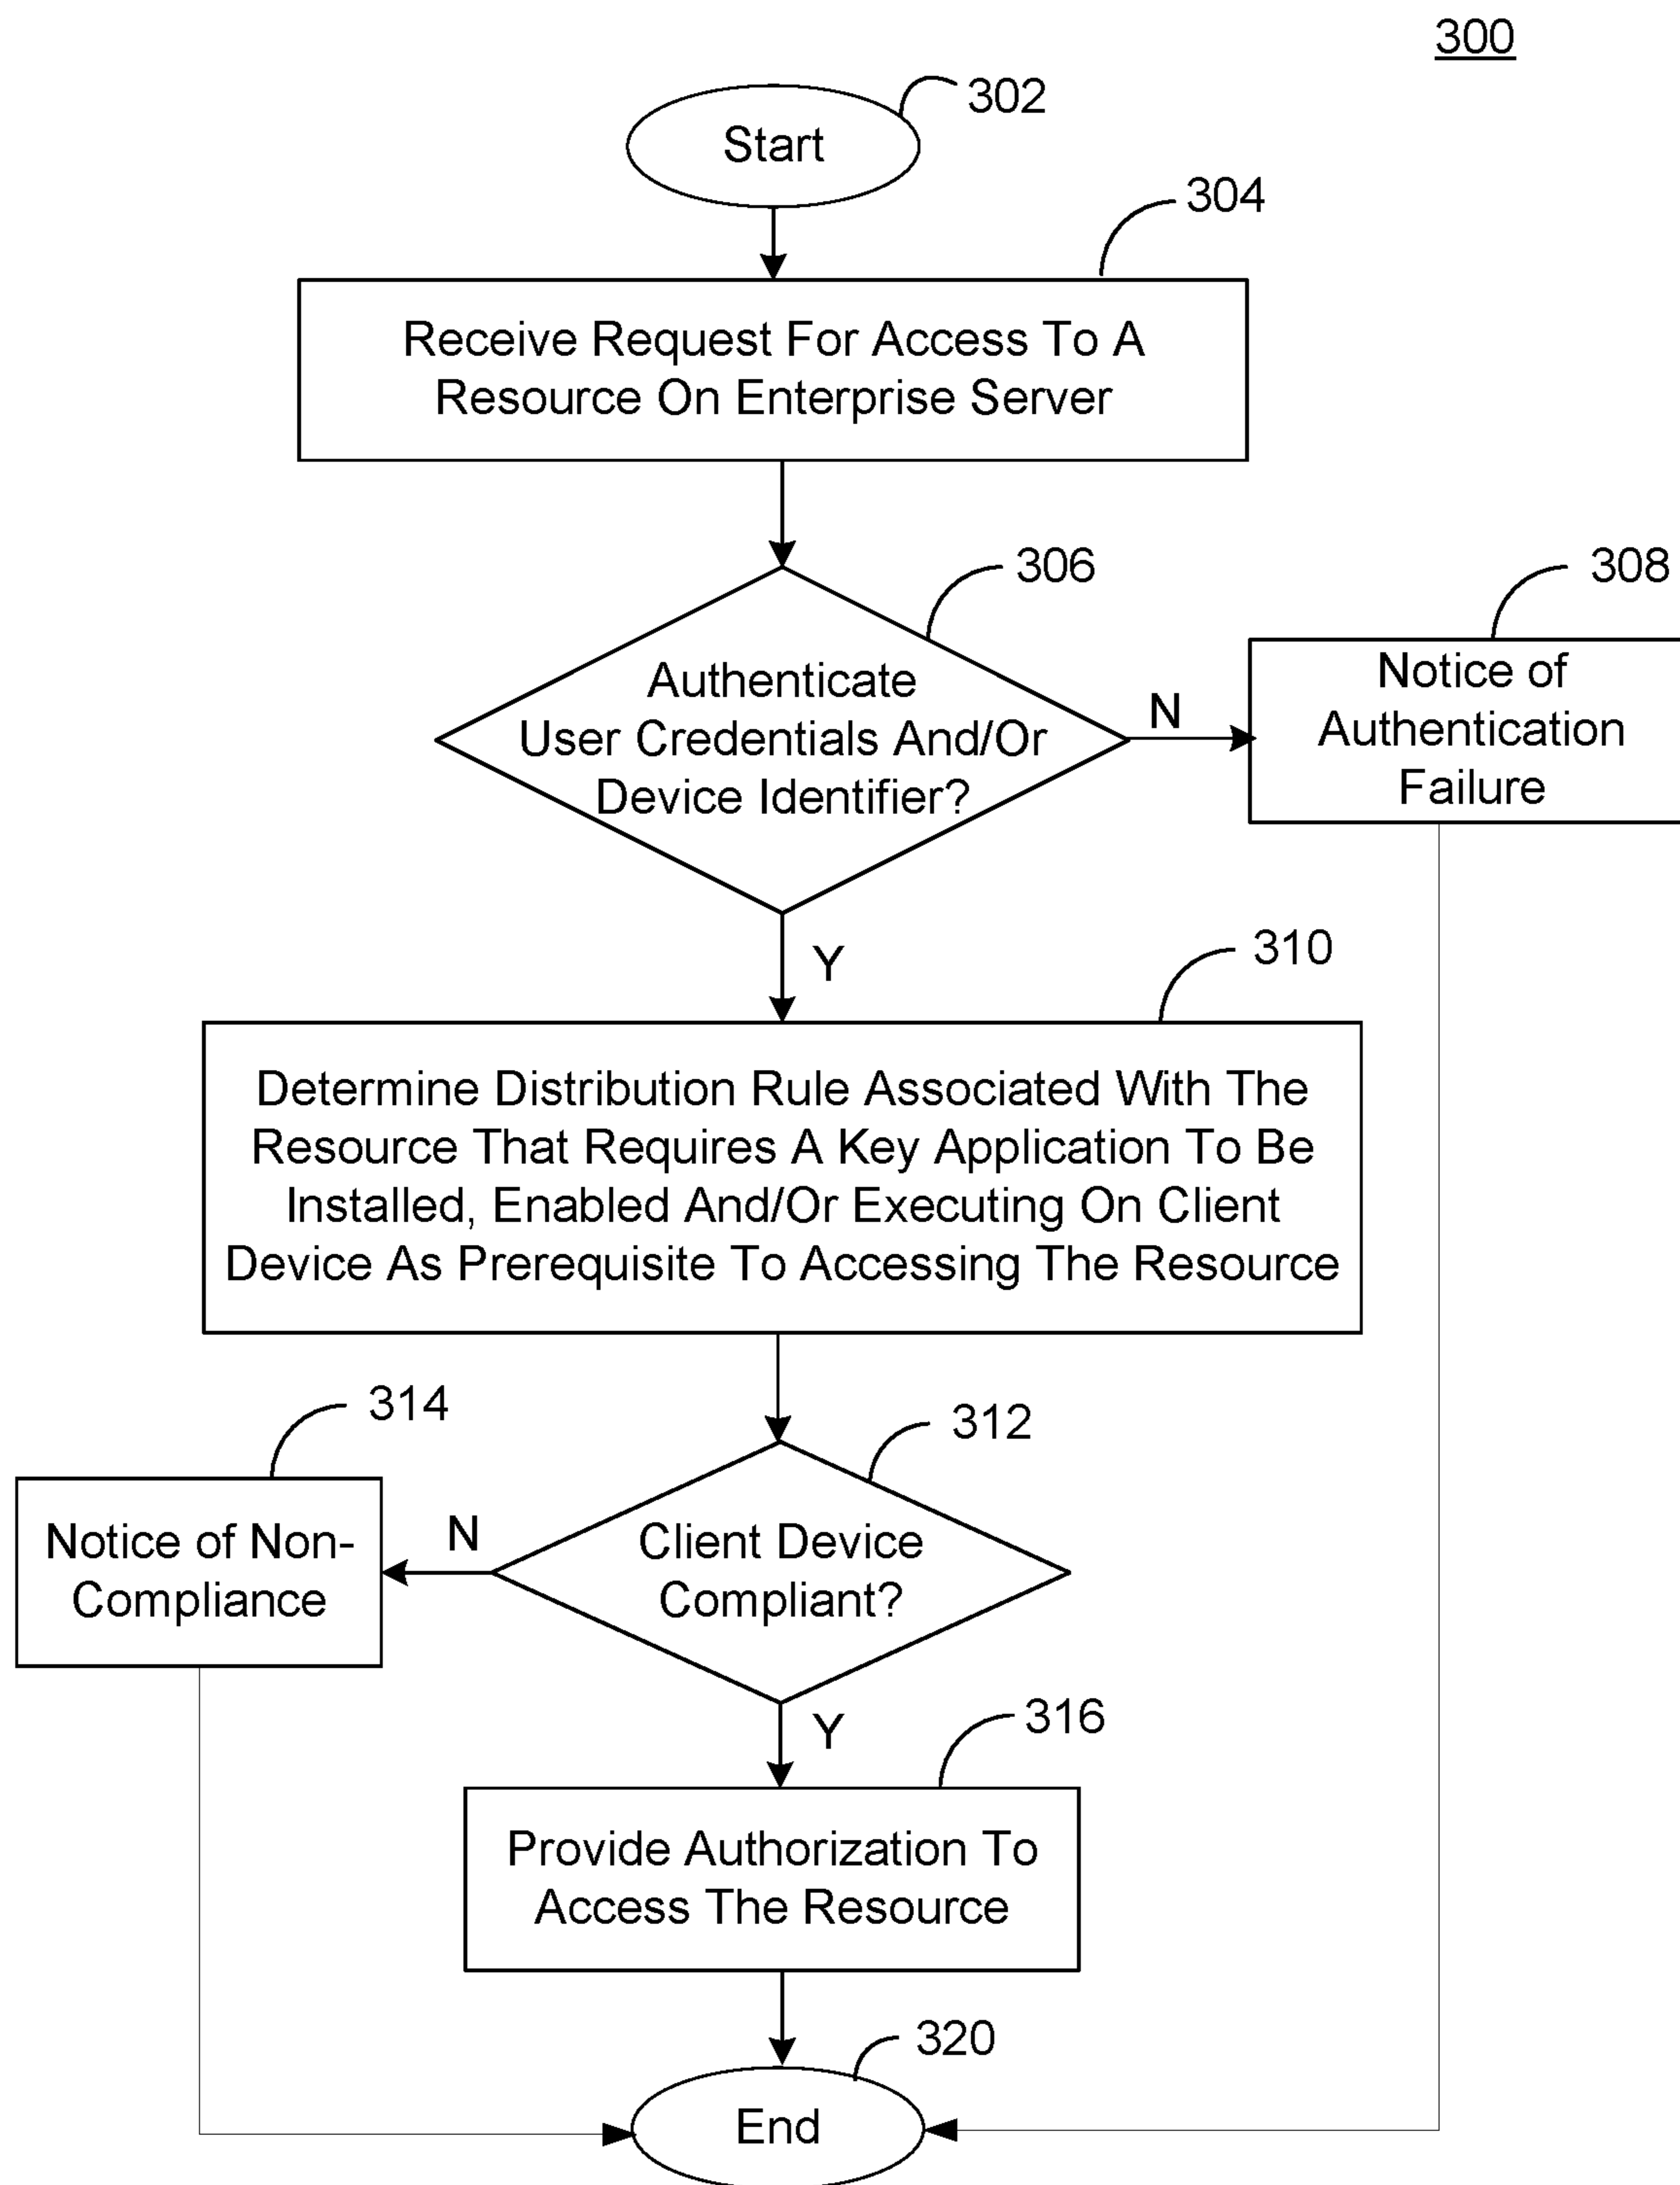 300
302
Start
304
Receive Request For Access To A
Resource On Enterprise Server
306
308
Authenticate
User Credentials And/Or
Device Identifier?
N
Notice of
Authentication
Failure
Y
310
Determine Distribution Rule Associated With The
Resource That Requires A Key Application To Be
Installed, Enabled And/Or Executing On Client
Device As Prerequisite To Accessing The Resource
314
312
Notice of Non-
Compliance
N
Client Device
Compliant?
Y
316
Provide Authorization To
Access The Resource
320
End